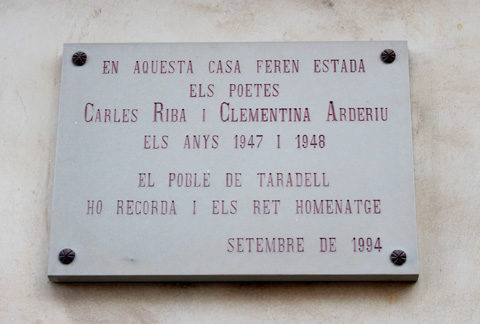 EN AQUESTA CASA FEREN ESTADA
ELS POETES
CARLES RIBA I CLEMENTINA ARDERIU
ELS ANYS 1947 I 1948
EL POBLE DE TARADELL
HO RECORDA I ELS RET HOMENATGE
SETEMBRE DE 1994